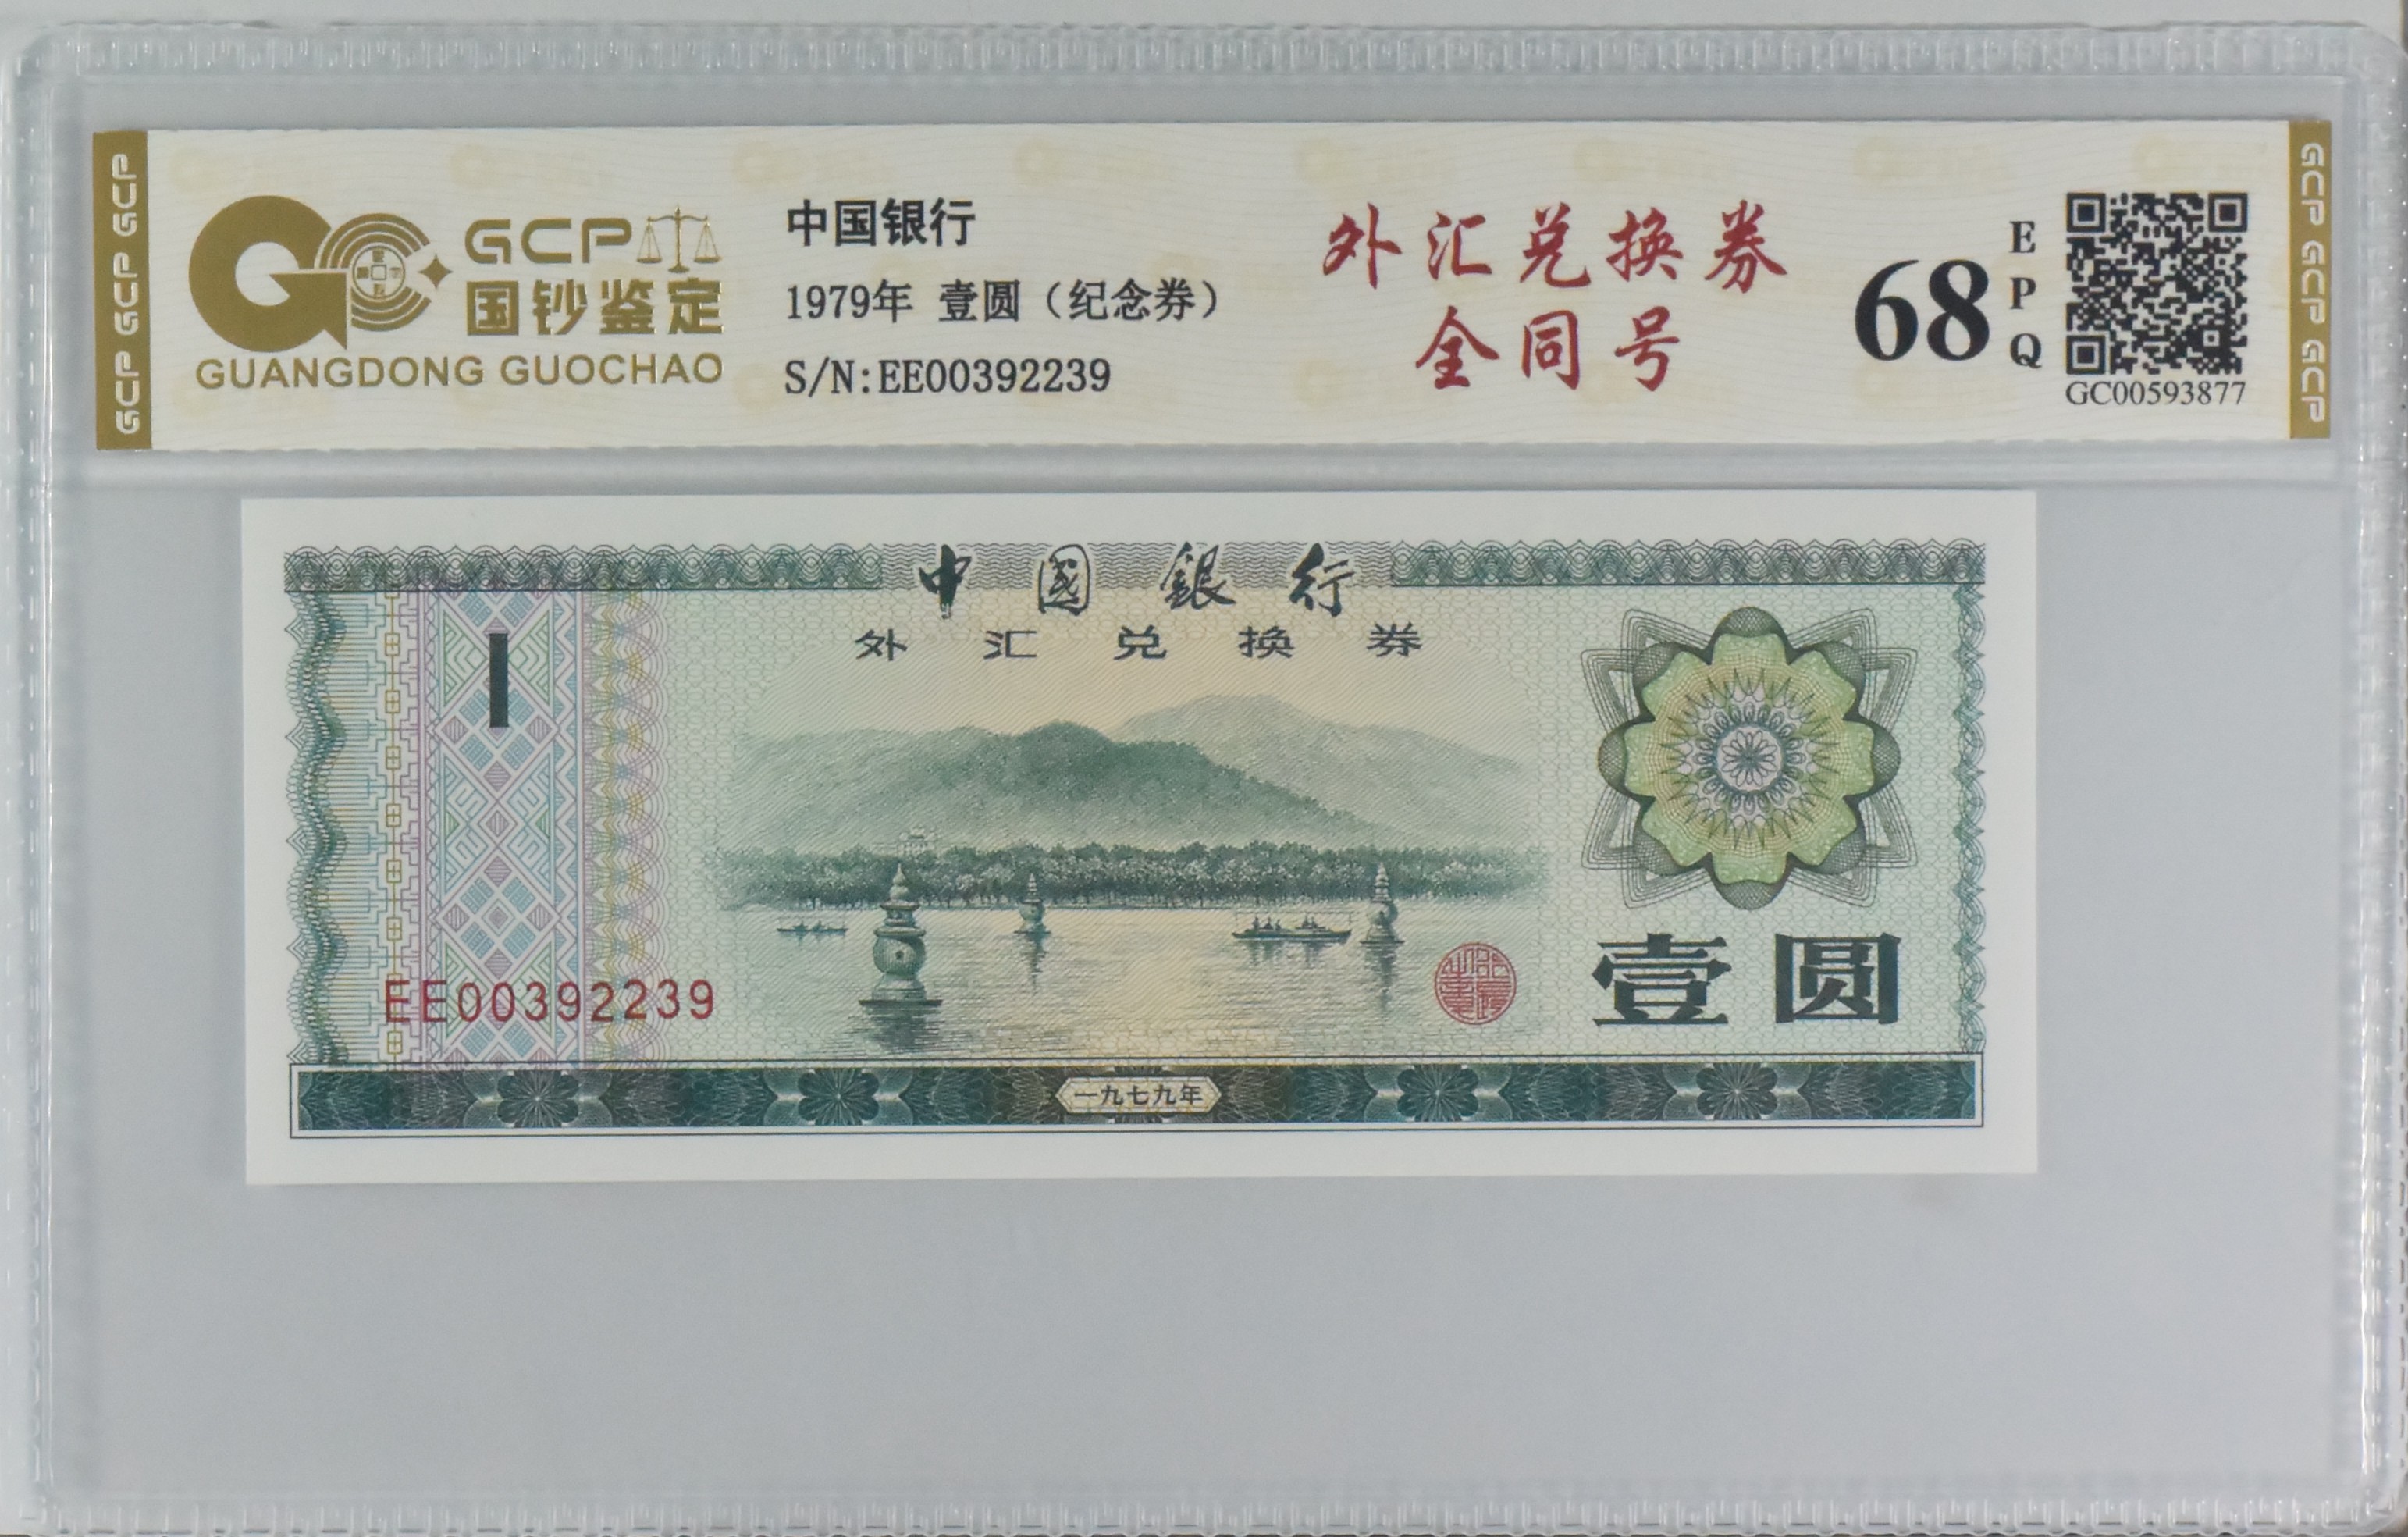 GCP GCP GCP
GCP
国钞鉴定
GUANGDONG GUOCHAO
中国银行
1979年 壹圆（纪念券）
S/N:EE00392239
外汇兑换券
全同号
68
E
P
Q
GC00593877
GCP GCP GCP
中國銀行
外汇兑换券
1
EE00392239
壹圆
一九七九年